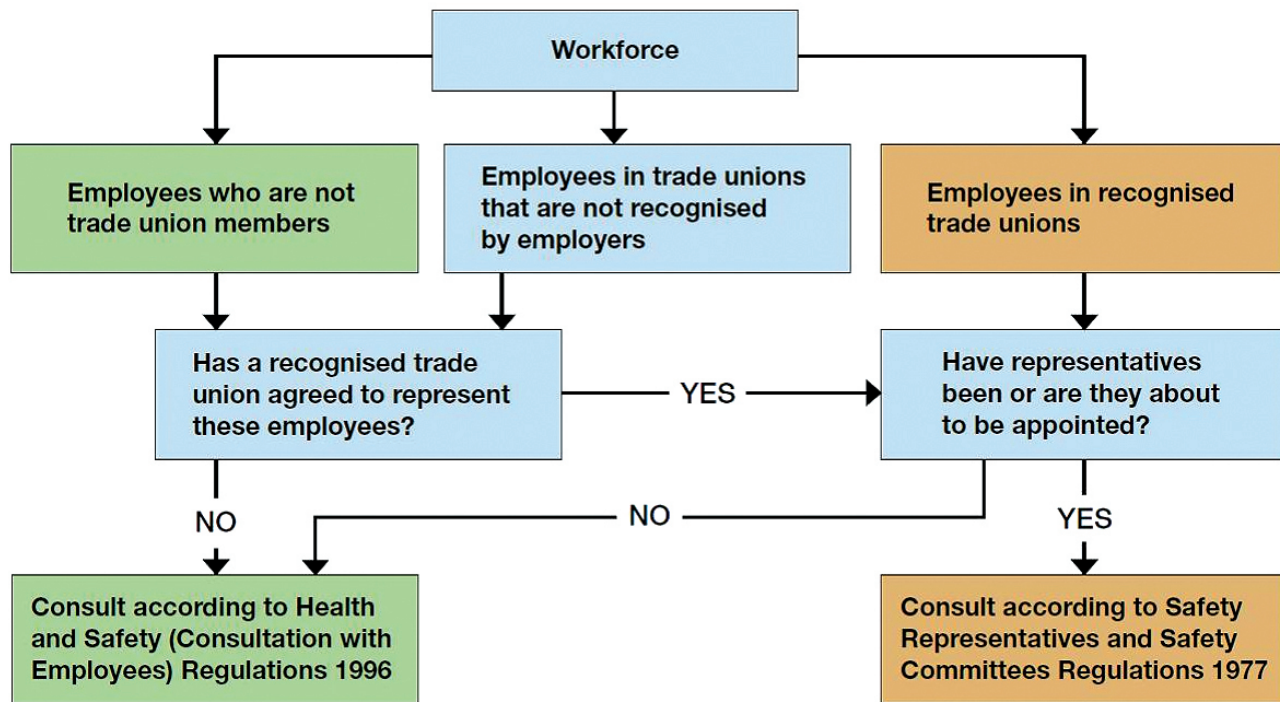 Workforce
Employees who are not
trade union members
Employees in trade unions
that are not recognised
by employers
Employees in recognised
trade unions
Has a recognised trade
union agreed to represent
these employees?
YES
Have representatives
been or are they about
to be appointed?
NO
NO
YES
Consult according to Health
and Safety (Consultation with
Employees) Regulations 1996
Consult according to Safety
Representatives and Safety
Committees Regulations 1977